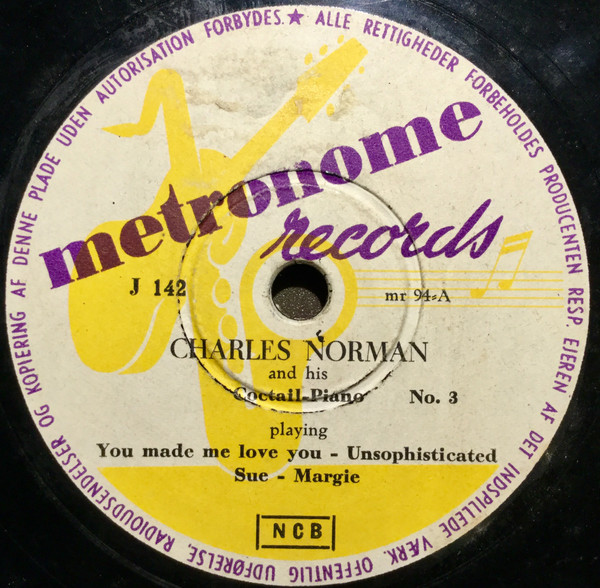 ★ ALLE RETTIGHEDER FORBEHOLDES PRODUCENTEN RESP. EJEREN AF DET INDSPILLEDE VÆRK. OFFENTLIG UDFØRELSE, RADIOUDSENDELSER OG KOPIERING AF DENNE PLADE UDEN AUTORISATION FORBYDES.
metronome
records
J 142
mr 94-A
CHARLES NORMAN
and his
Coctail-Piano No. 3
playing
You made me love you - Unsophisticated
Sue - Margie
NCB